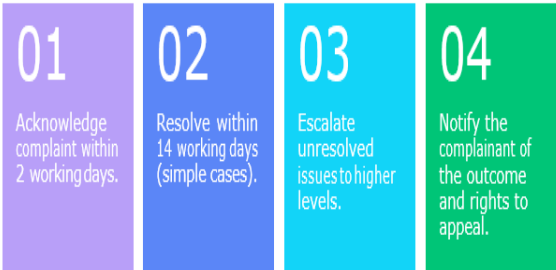 01
Acknowledge
complaint within
2 working days.
02
Resolve within
14 working days
(simple cases).
03
Escalate
unresolved
issues to higher
levels.
04
Notify the
complainant of
the outcome
and rights to
appeal.